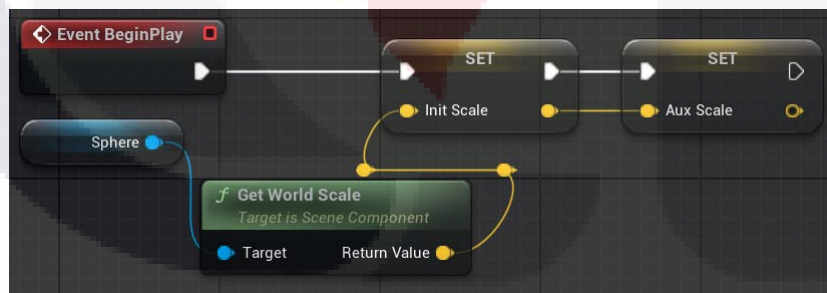 Event BeginPlay
SET
SET
Init Scale
Aux Scale
Sphere
f Get World Scale
Target is Scene Component
Target
Return Value